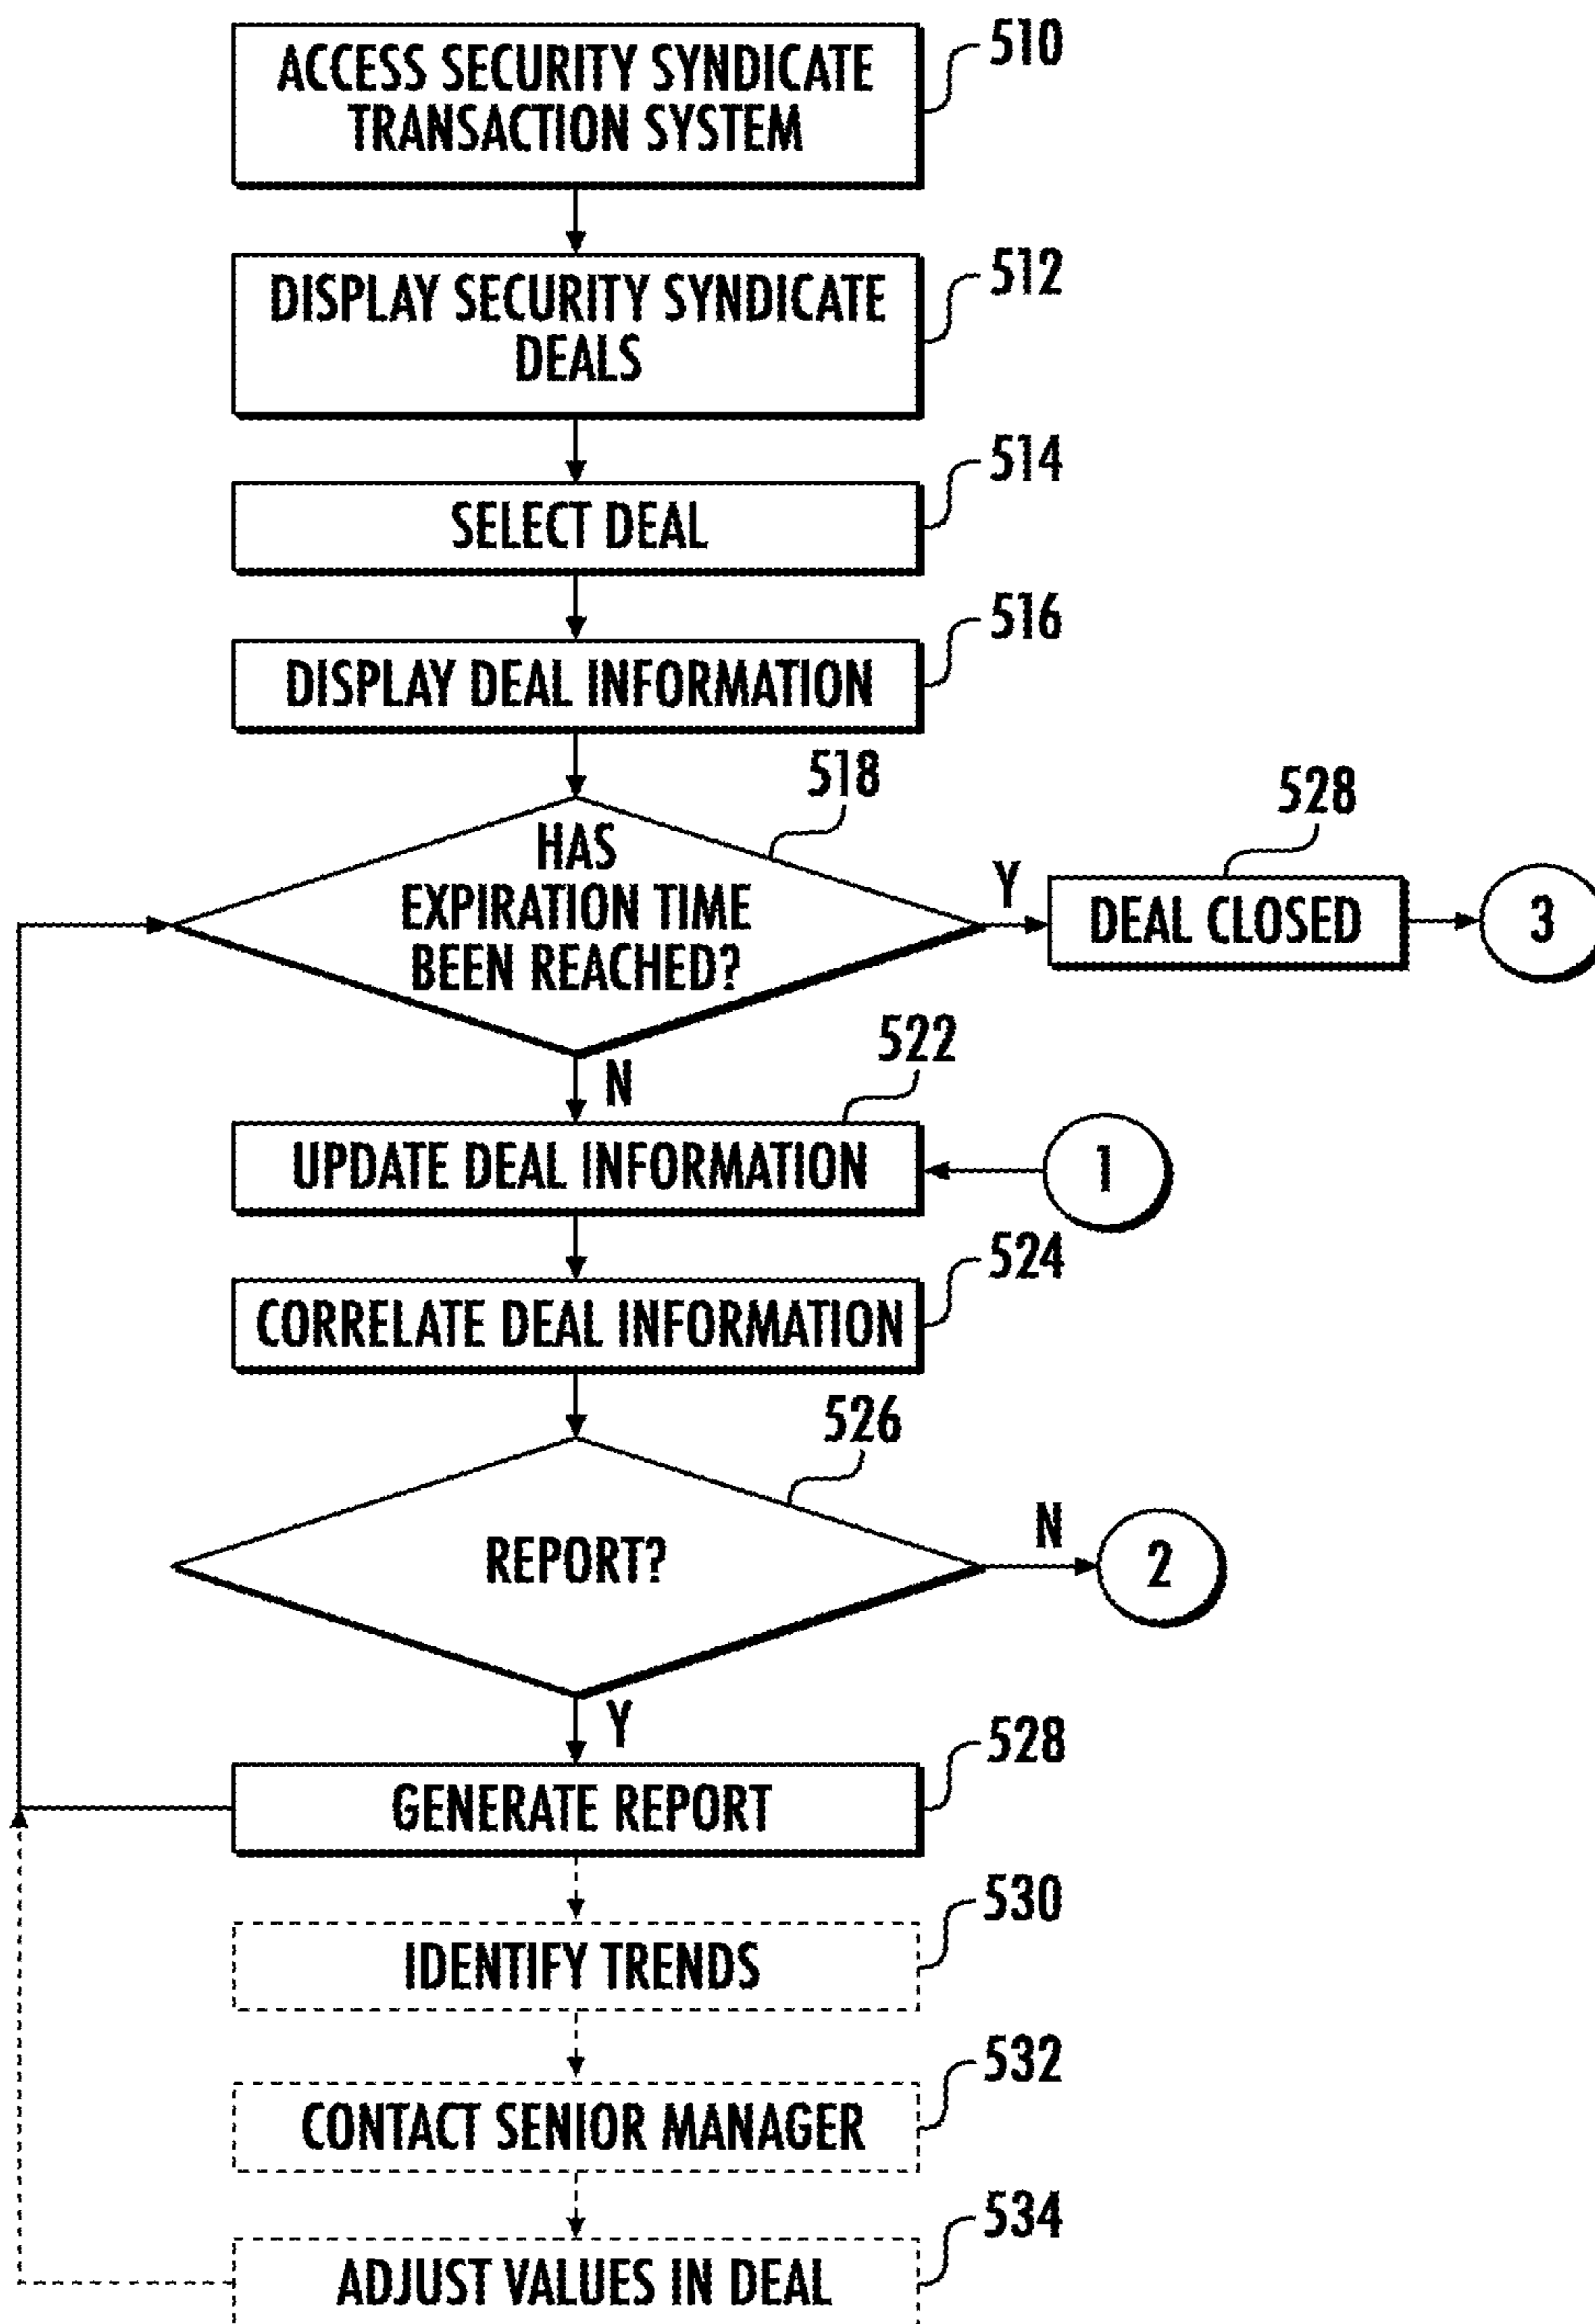 ACCESS SECURITY SYNDICATE
TRANSACTION SYSTEM
510
DISPLAY SECURITY SYNDICATE
DEALS
512
SELECT DEAL
514
DISPLAY DEAL INFORMATION
516
HAS
EXPIRATION TIME
BEEN REACHED?
518
Y
DEAL CLOSED
528
3
N
UPDATE DEAL INFORMATION
522
1
CORRELATE DEAL INFORMATION
524
REPORT?
526
N
2
Y
GENERATE REPORT
528
IDENTIFY TRENDS
530
CONTACT SENIOR MANAGER
532
ADJUST VALUES IN DEAL
534